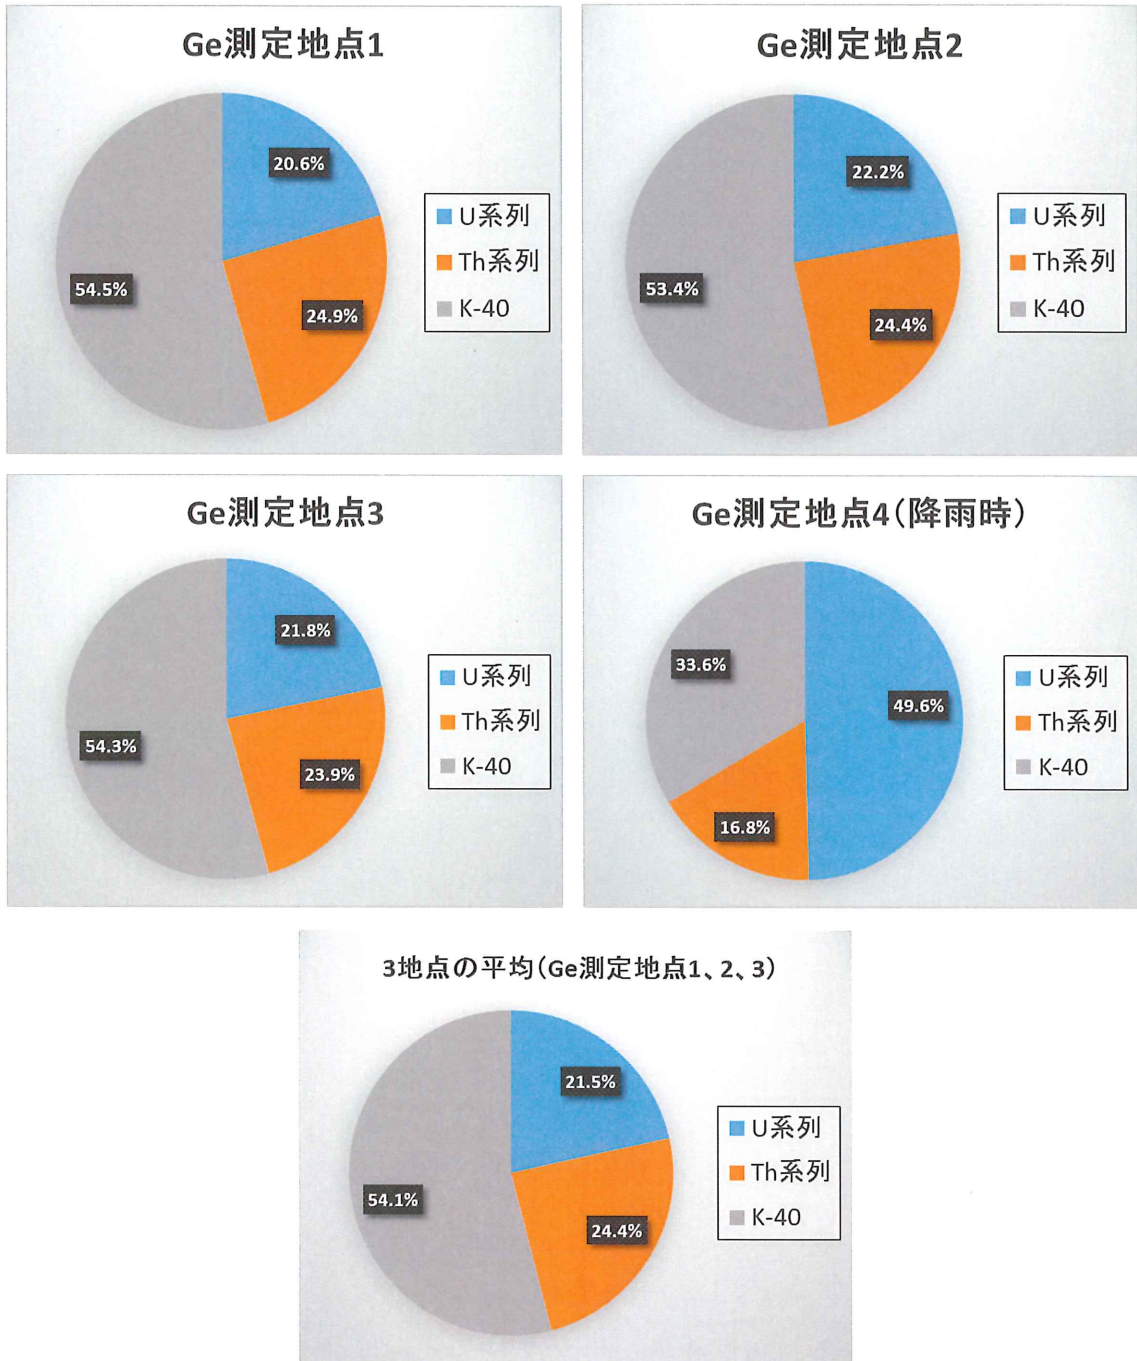 Ge測定地点1
20.6%
24.9%
54.5%
U系列
Th系列
K-40
Ge測定地点2
22.2%
24.4%
53.4%
U系列
Th系列
K-40
Ge測定地点3
21.8%
23.9%
54.3%
U系列
Th系列
K-40
Ge測定地点4(降雨時)
49.6%
16.8%
33.6%
U系列
Th系列
K-40
3地点の平均(Ge測定地点1、2、3)
21.5%
24.4%
54.1%
U系列
Th系列
K-40